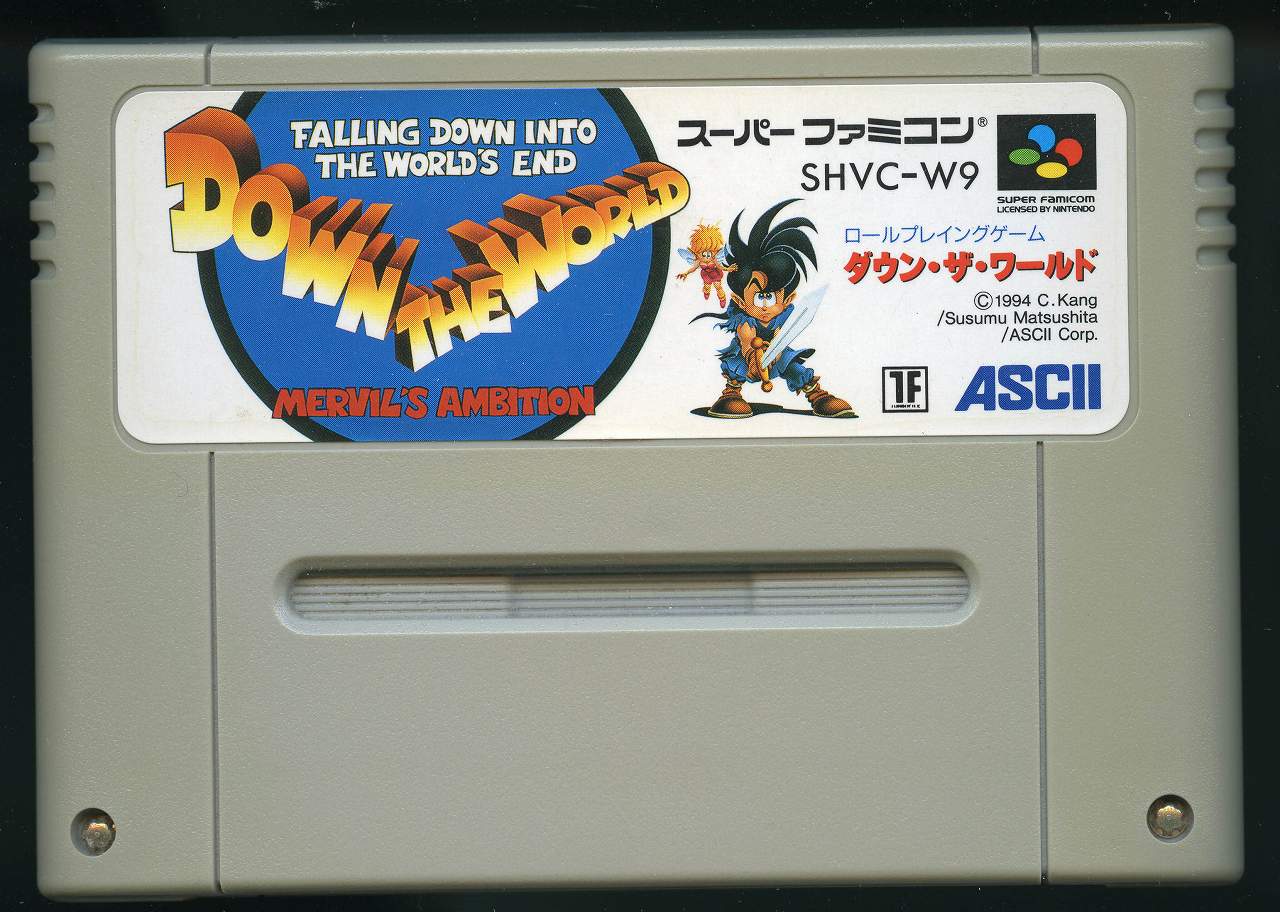 FALLING DOWN INTO
THE WORLD'S END
DOWN THE WORLD
MERVIL'S AMBITION
スーパーファミコン®
SHVC-W9
SUPER FAMICOM
LICENSED BY NINTENDO
ロールプレイングゲーム
ダウン・ザ・ワールド
©1994 C.Kang
/Susumu Matsushita
/ASCII Corp.
ASCII